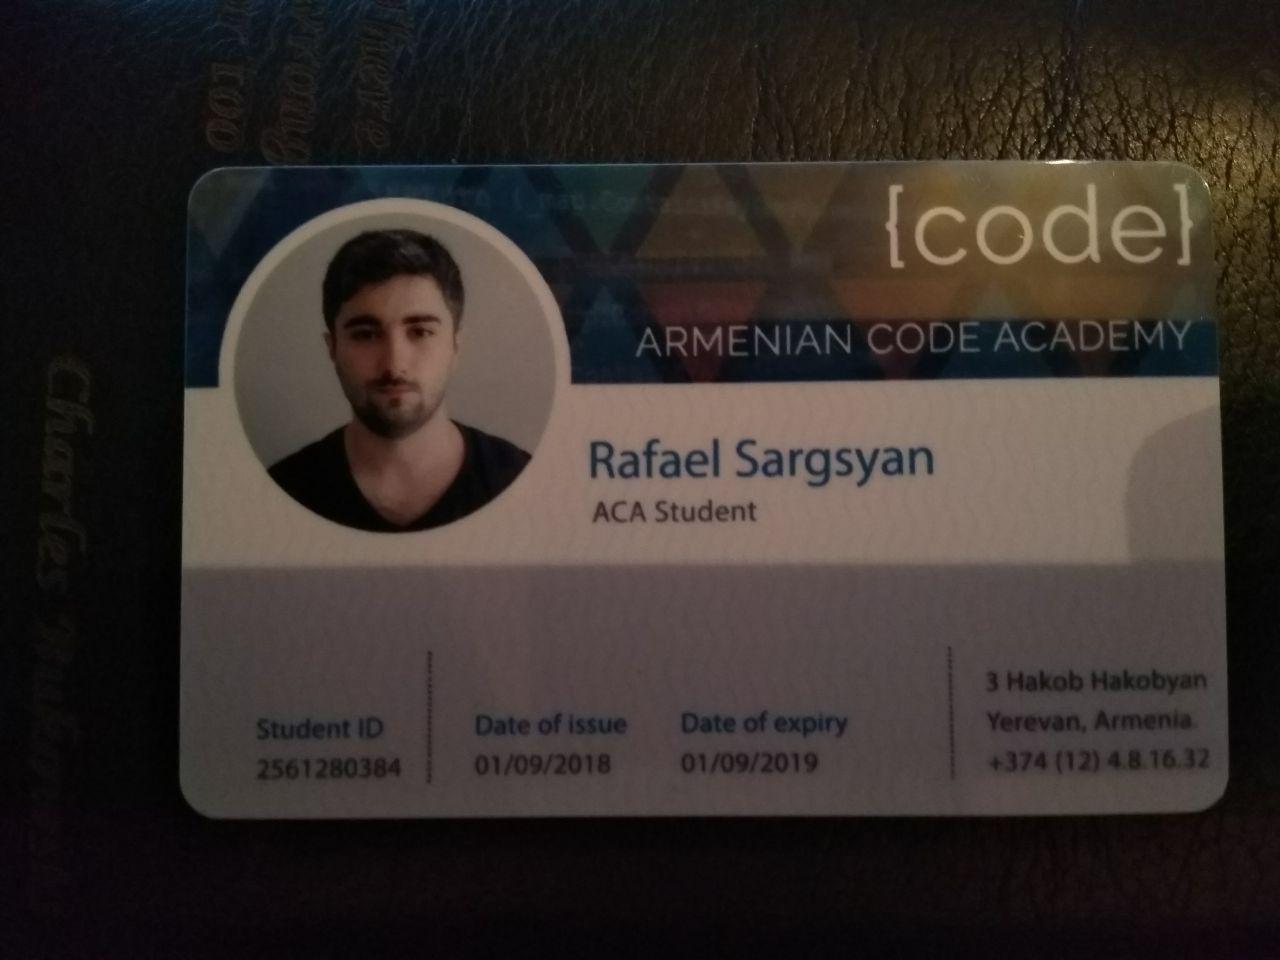 {code}
ARMENIAN CODE ACADEMY
Rafael Sargsyan
ACA Student
Student ID
2561280384
Date of issue
01/09/2018
Date of expiry
01/09/2019
3 Hakob Hakobyan
Yerevan, Armenia
+374 (12) 4.8.16.32
too
Charles